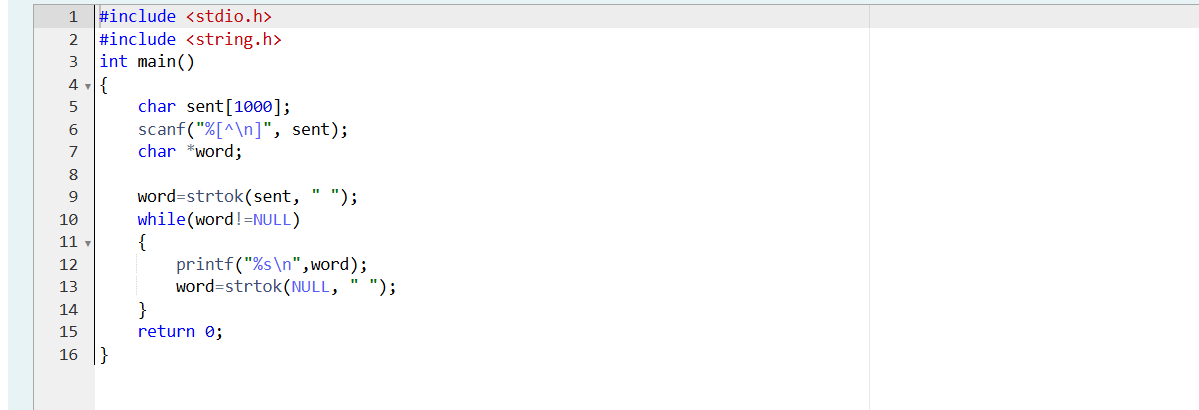 1 #include <stdio.h>
2 #include <string.h>
3 int main()
4 {
5     char sent[1000];
6     scanf("%[^\n]", sent);
7     char *word;
8
9     word=strtok(sent, " ");
10     while(word!=NULL)
11     {
12         printf("%s\n",word);
13         word=strtok(NULL, " ");
14     }
15     return 0;
16 }